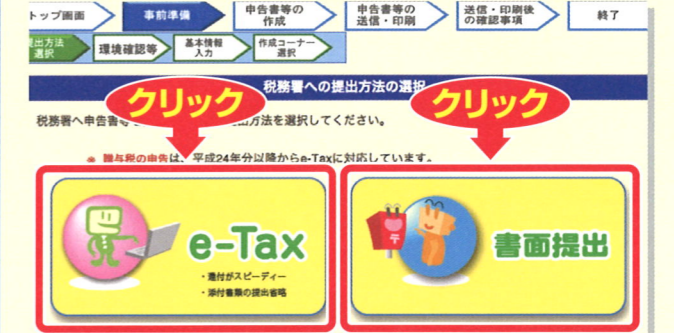 トップ画面
事前準備
申告書等の
作成
申告書等の
送信・印刷
送信・印刷後
の確認事項
終了
提出方法
選択
環境確認等
基本情報
入力
作成コーナー
選択
税務署への提出方法の選択
クリック
クリック
税務署へ申告書等 出方法を選択してください。
※ 贈与税の申告は、平成24年分以降からe-Taxに対応しています。
e-Tax
・還付がスピーディー
・添付書類の提出省略
〒
書面提出